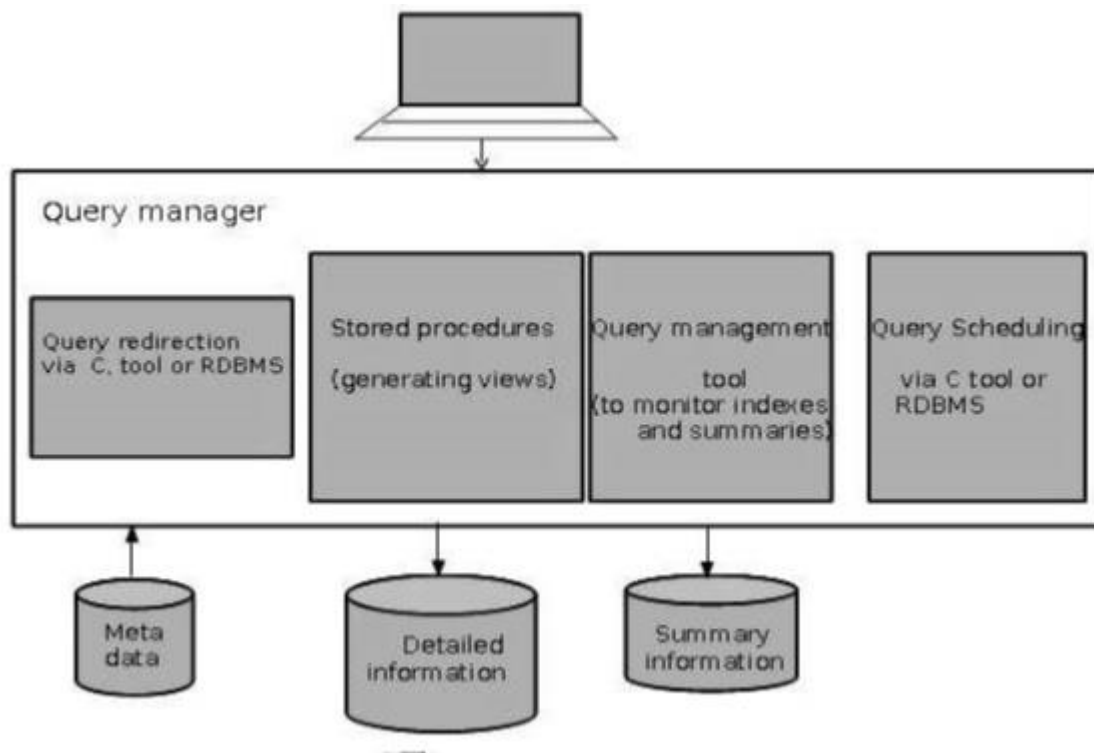 Query manager
Query redirection
via C, tool or RDBMS
Stored procedures
(generating views)
Query management
tool
(to monitor indexes
and summaries)
Query Scheduling
via C tool or
RDBMS
Meta
data
Detailed
information
Summary
information